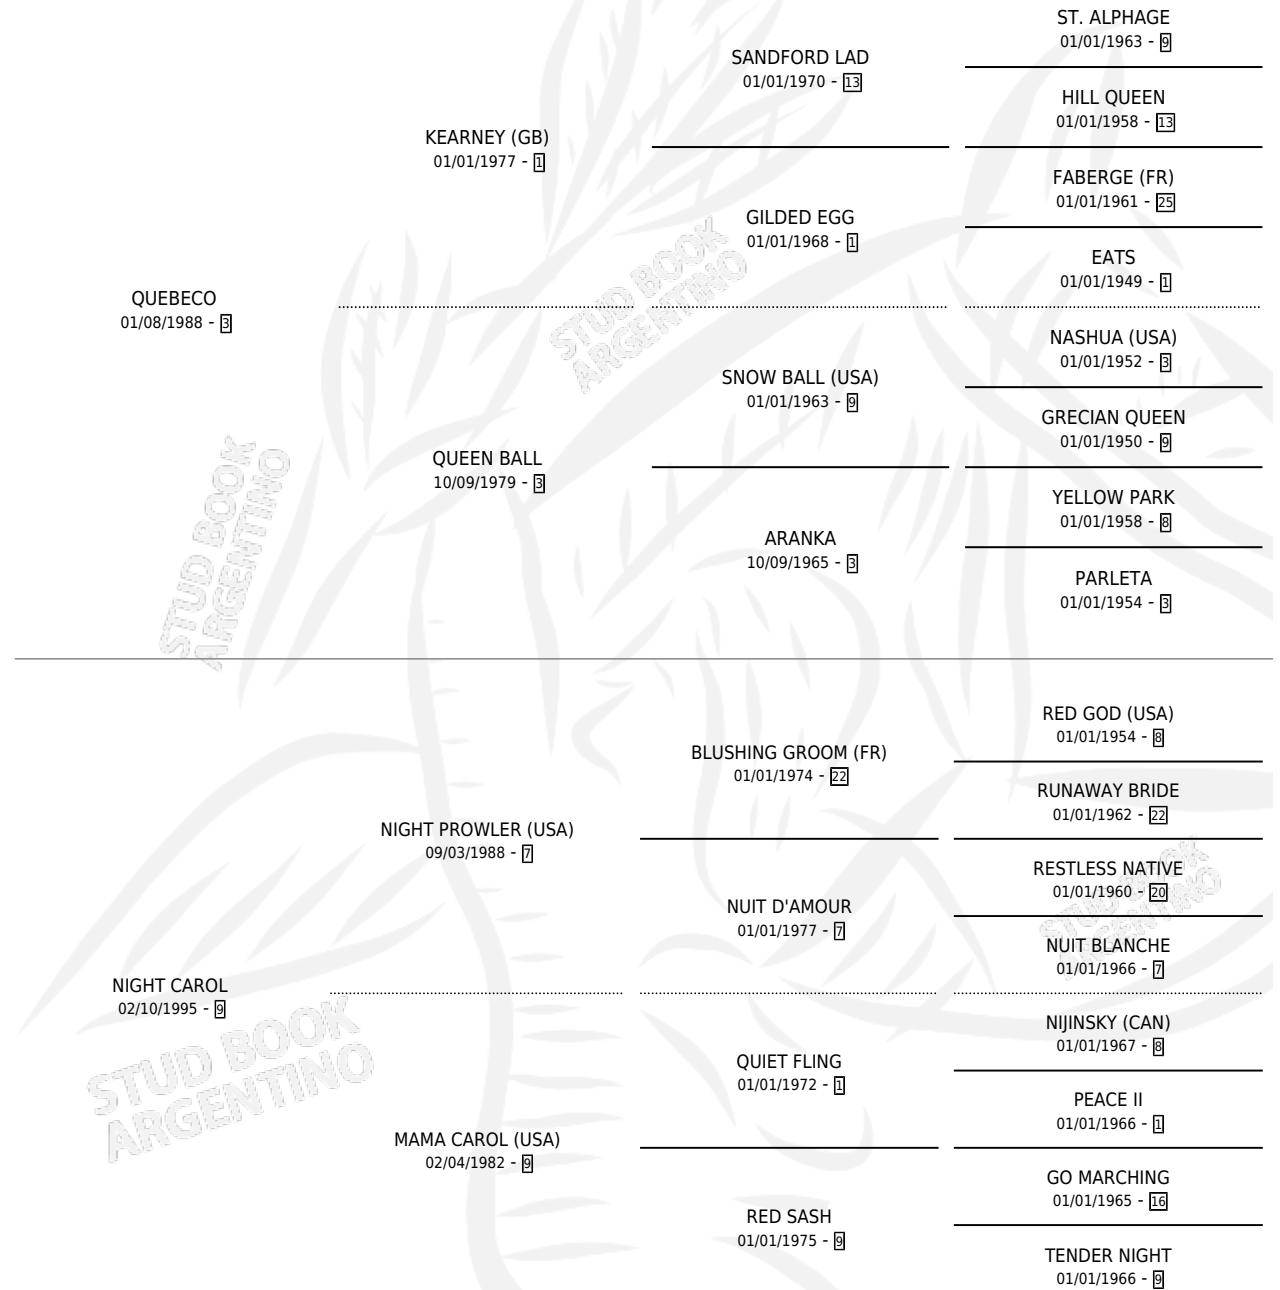 ST. ALPHAGE
01/01/1963 - 9
SANDFORD LAD
01/01/1970 - 13
HILL QUEEN
01/01/1958 - 13
KEARNEY (GB)
01/01/1977 - 1
FABERGE (FR)
01/01/1961 - 25
GILDED EGG
01/01/1968 - 1
EATS
01/01/1949 - 1
QUEBECO
01/08/1988 - 3
NASHUA (USA)
01/01/1952 - 3
SNOW BALL (USA)
01/01/1963 - 9
GRECIAN QUEEN
01/01/1950 - 9
QUEEN BALL
10/09/1979 - 3
YELLOW PARK
01/01/1958 - 8
ARANKA
10/09/1965 - 3
PARLETA
01/01/1954 - 3
RED GOD (USA)
01/01/1954 - 8
BLUSHING GROOM (FR)
01/01/1974 - 22
RUNAWAY BRIDE
01/01/1962 - 22
NIGHT PROWLER (USA)
09/03/1988 - 7
RESTLESS NATIVE
01/01/1960 - 20
NUIT D'AMOUR
01/01/1977 - 7
NUIT BLANCHE
01/01/1966 - 7
NIGHT CAROL
02/10/1995 - 9
NIJINSKY (CAN)
01/01/1967 - 8
QUIET FLING
01/01/1972 - 1
PEACE II
01/01/1966 - 1
MAMA CAROL (USA)
02/04/1982 - 9
GO MARCHING
01/01/1965 - 16
RED SASH
01/01/1975 - 9
TENDER NIGHT
01/01/1966 - 9
STUD BOOK
ARGENTINO
STUD BOOK
ARGENTINO
STUD BOOK
ARGENTINO
STUD BOOK
ARGENTINO